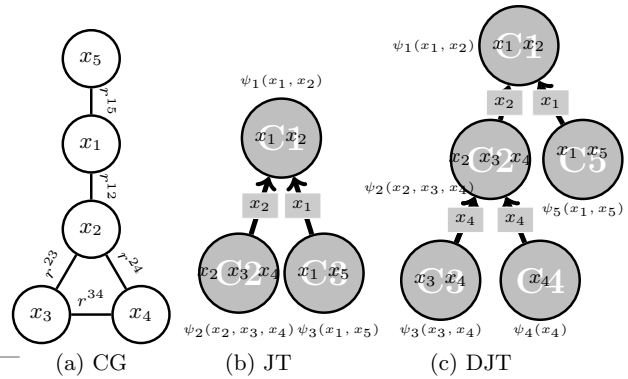 x₅
r¹⁵
x₁
r¹²
x₂
r²³
r²⁴
x₃
r³⁴
x₄
(a) CG
ψ₁(x₁, x₂)
C1
x₁ x₂
x₂
x₁
C2
x₂ x₃ x₄
C3
x₁ x₅
ψ₂(x₂, x₃, x₄)
ψ₃(x₁, x₅)
(b) JT
ψ₁(x₁, x₂)
C1
x₁ x₂
x₂
x₁
C2
x₂ x₃ x₄
C5
x₁ x₅
ψ₂(x₂, x₃, x₄)
ψ₅(x₁, x₅)
x₄
x₄
C3
x₃ x₄
C4
x₄
ψ₃(x₃, x₄)
ψ₄(x₄)
(c) DJT